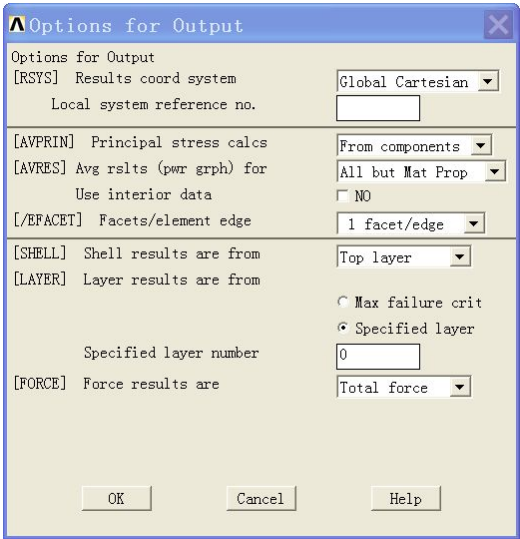 Options for Output
Options for Output
[RSYS] Results coord system Global Cartesian
Local system reference no.
[AVPRIN] Principal stress calcs From components
[AVRES] Avg rslts (pwr grph) for All but Mat Prop
Use interior data NO
[/EFACET] Facets/element edge 1 facet/edge
[SHELL] Shell results are from Top layer
[LAYER] Layer results are from
Max failure crit
Specified layer
Specified layer number 0
[FORCE] Force results are Total force
OK Cancel Help